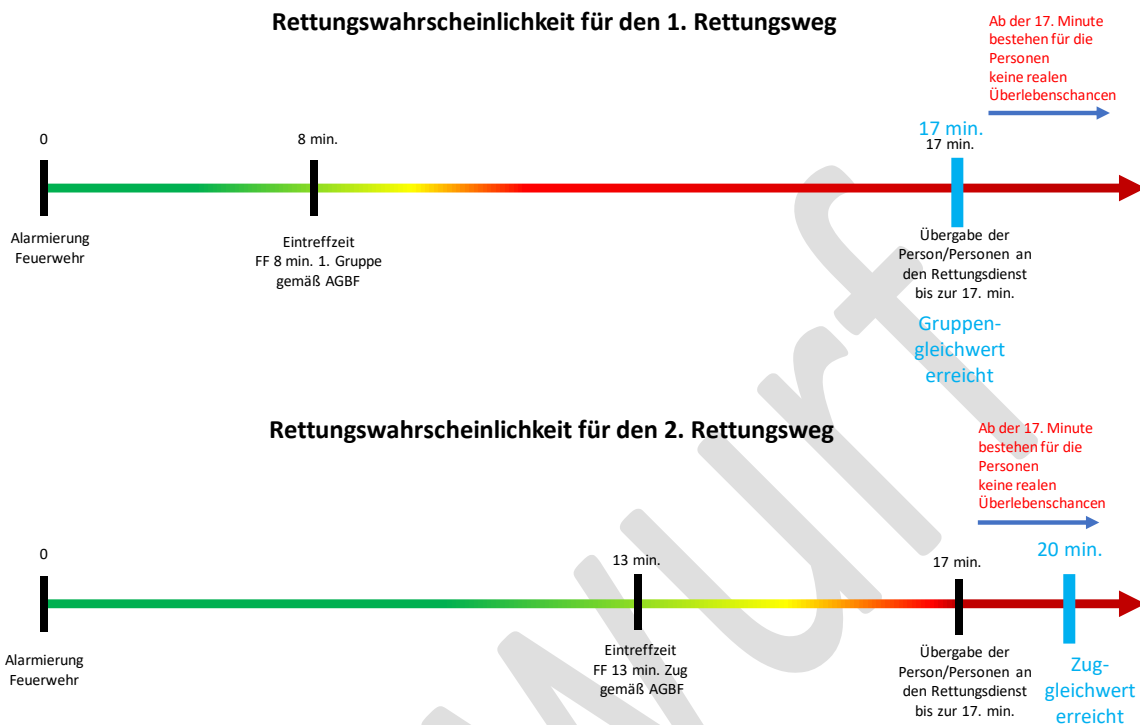 Rettungswahrscheinlichkeit für den 1. Rettungsweg
Ab der 17. Minute
bestehen für die
Personen
keine realen
Überlebenschancen
0
8 min.
17 min.
17 min.
Alarmierung
Feuerwehr
Eintreffzeit
FF 8 min. 1. Gruppe
gemäß AGBF
Übergabe der
Person/Personen an
den Rettungsdienst
bis zur 17. min.
Gruppen-
gleichwert
erreicht
Rettungswahrscheinlichkeit für den 2. Rettungsweg
Ab der 17. Minute
bestehen für die
Personen
keine realen
Überlebenschancen
0
13 min.
17 min.
20 min.
Alarmierung
Feuerwehr
Eintreffzeit
FF 13 min. Zug
gemäß AGBF
Übergabe der
Person/Personen an
den Rettungsdienst
bis zur 17. min.
Zug-
gleichwert
erreicht
wurf